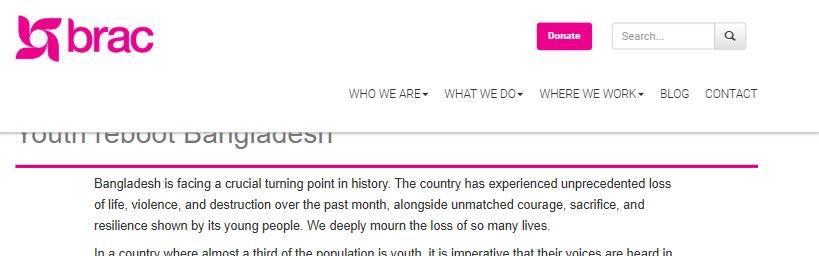 brac
Donate
Search...
WHO WE ARE
WHAT WE DO
WHERE WE WORK
BLOG
CONTACT
Youth reboot Bangladesh
Bangladesh is facing a crucial turning point in history. The country has experienced unprecedented loss
of life, violence, and destruction over the past month, alongside unmatched courage, sacrifice, and
resilience shown by its young people. We deeply mourn the loss of so many lives.
In a country where almost a third of the population is youth, it is imperative that their voices are heard in